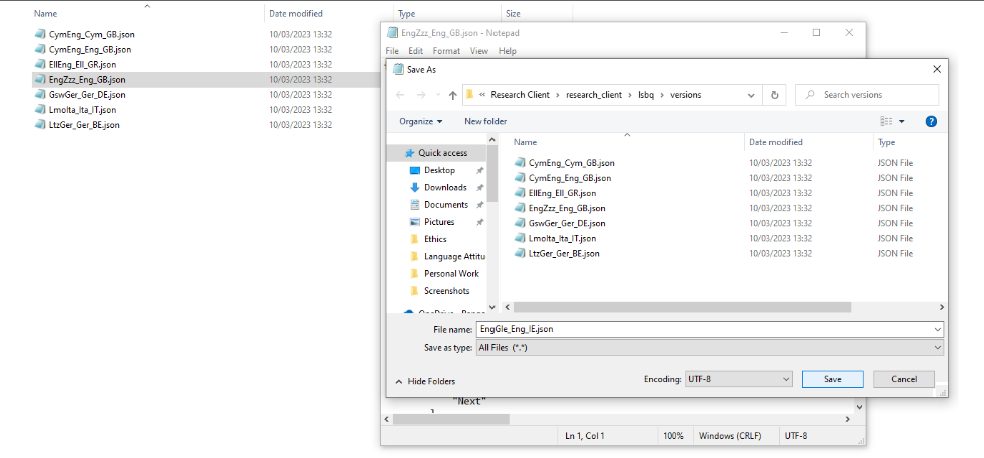 Name Date modified Type Size
CymEng_Cym_GB.json 10/03/2023 13:32
CymEng_Eng_GB.json 10/03/2023 13:32
EllEng_Ell_GR.json 10/03/2023 13:32
EngZzz_Eng_GB.json 10/03/2023 13:32
GswGer_Ger_DE.json 10/03/2023 13:32
LmoIta_Ita_IT.json 10/03/2023 13:32
LtzGer_Ger_BE.json 10/03/2023 13:32
EngZzz_Eng_GB.json - Notepad
File Edit Format View Help
Save As
« Research Client › research_client › lsbq › versions
Search versions
Organize New folder
Quick access
Desktop
Downloads
Documents
Pictures
Ethics
Language Attitu
Personal Work
Screenshots
Name Date modified Type
CymEng_Cym_GB.json 10/03/2023 13:32 JSON File
CymEng_Eng_GB.json 10/03/2023 13:32 JSON File
EllEng_Ell_GR.json 10/03/2023 13:32 JSON File
EngZzz_Eng_GB.json 10/03/2023 13:32 JSON File
GswGer_Ger_DE.json 10/03/2023 13:32 JSON File
LmoIta_Ita_IT.json 10/03/2023 13:32 JSON File
LtzGer_Ger_BE.json 10/03/2023 13:32 JSON File
File name: EngGle_Eng_IE.json
Save as type: All Files (*.*)
Hide Folders
Encoding: UTF-8
Save Cancel
"Next"
Ln 1, Col 1 100% Windows (CRLF) UTF-8